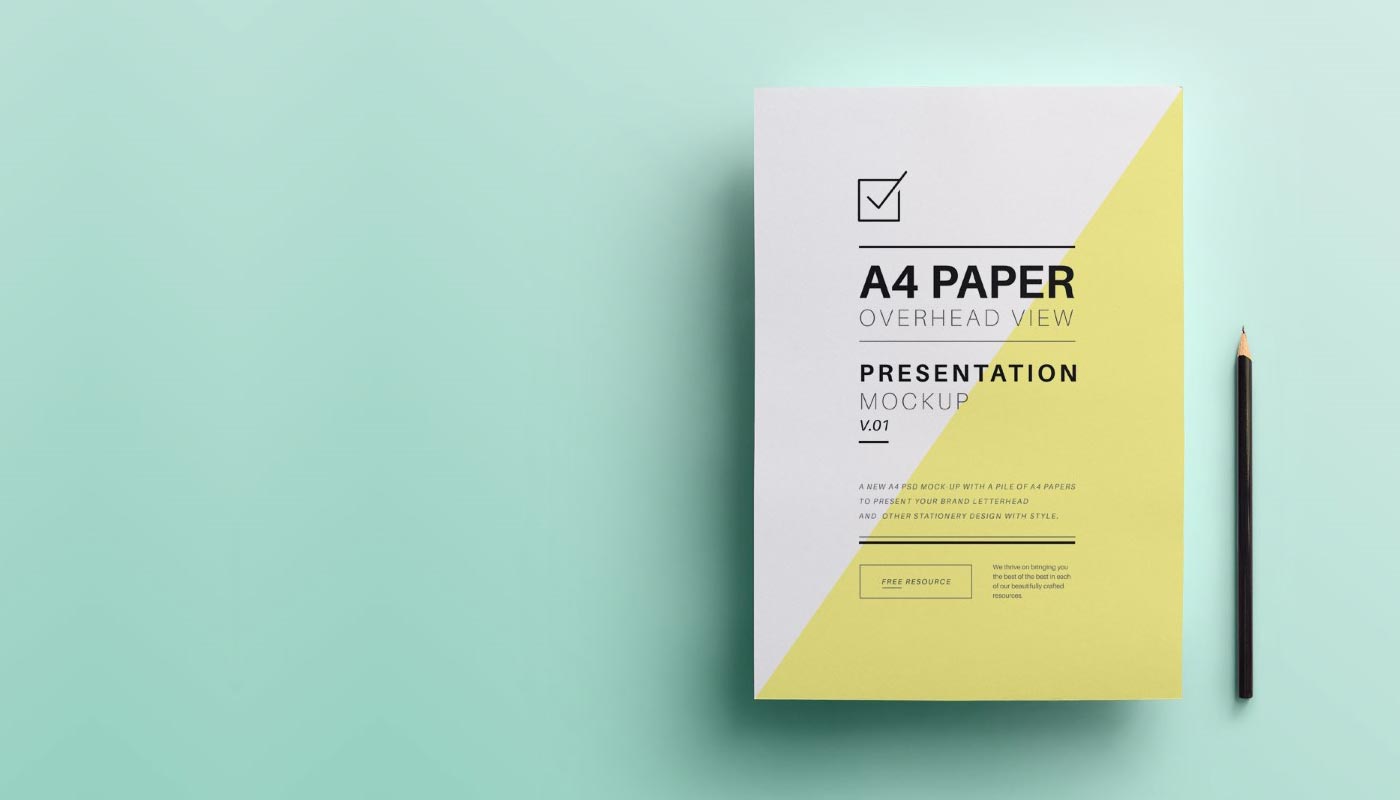 A4 PAPER
OVERHEAD VIEW
PRESENTATION
MOCKUP
V.01
A NEW A4 PSD MOCK-UP WITH A PILE OF A4 PAPERS
TO PRESENT YOUR BRAND LETTERHEAD
AND OTHER STATIONERY DESIGN WITH STYLE.
FREE RESOURCE
We thrive on bringing you
the best of the best in each
of our beautifully crafted
resources.